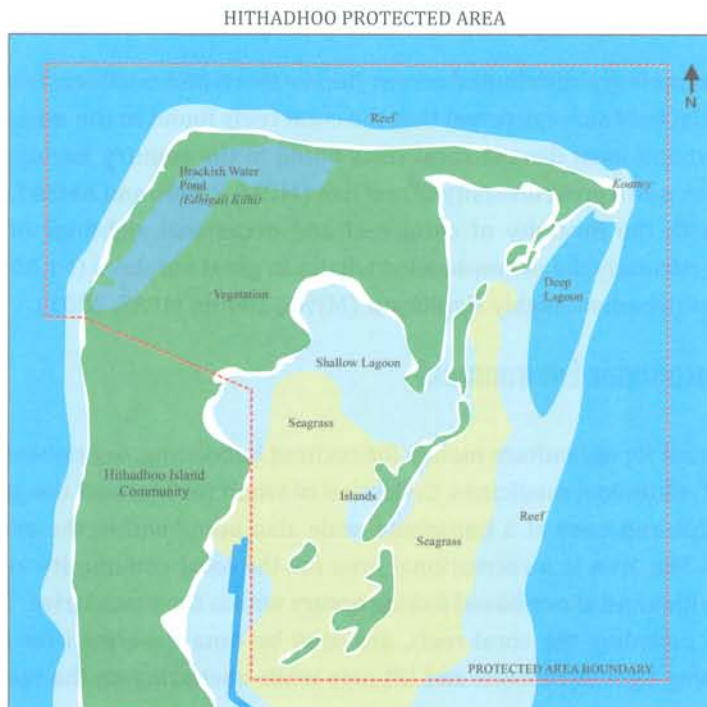 HITHADHOO PROTECTED AREA
N
Reef
Brackish Water
Pond
(Edhigali Kilhi)
Koattey
Deep
Lagoon
Vegetation
Shallow Lagoon
Seagrass
Hithadhoo Island
Community
Islands
Reef
Seagrass
PROTECTED AREA BOUNDARY